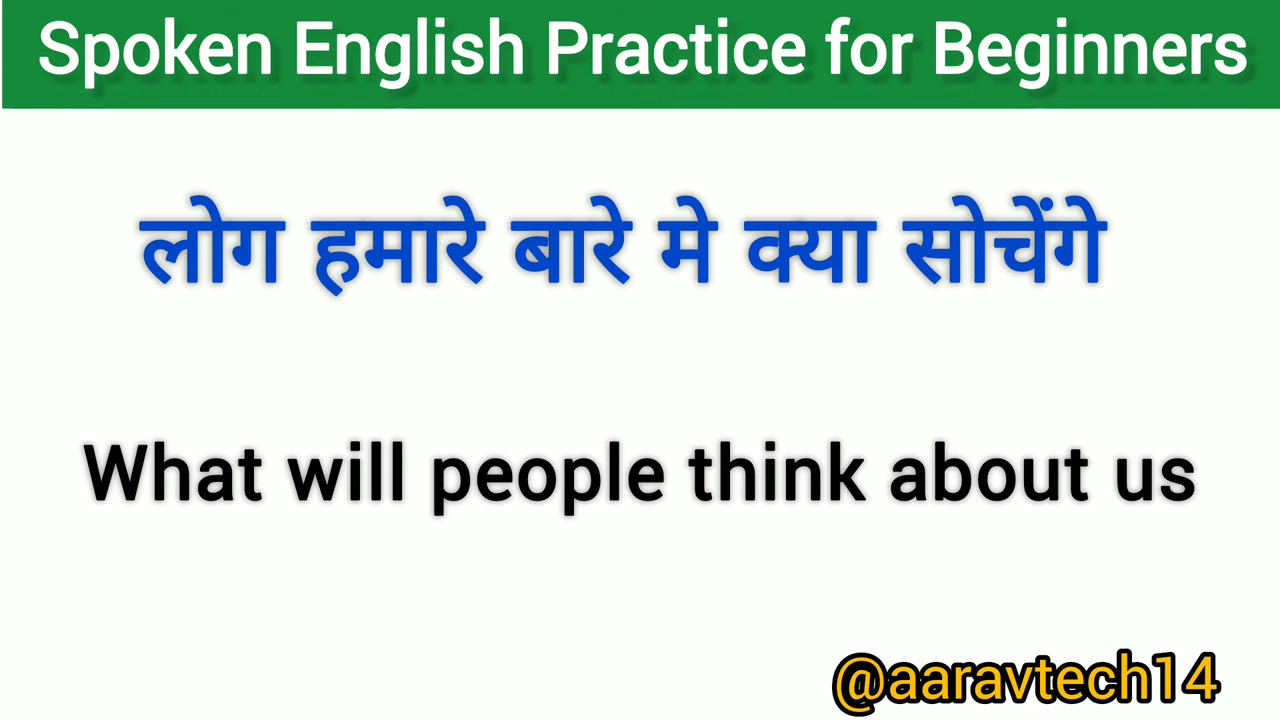 Spoken English Practice for Beginners
लोग हमारे बारे मे क्या सोचेंगे
What will people think about us
@aaravtech14